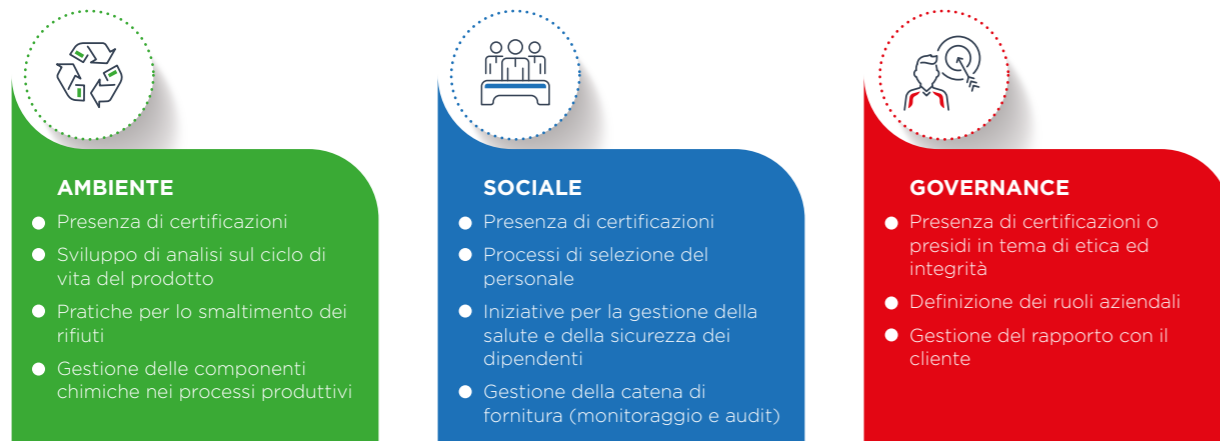 AMBIENTE
Presenza di certificazioni
Sviluppo di analisi sul ciclo di
vita del prodotto
Pratiche per lo smaltimento dei
rifiuti
Gestione delle componenti
chimiche nei processi produttivi
SOCIALE
Presenza di certificazioni
Processi di selezione del
personale
Iniziative per la gestione della
salute e della sicurezza dei
dipendenti
Gestione della catena di
fornitura (monitoraggio e audit)
GOVERNANCE
Presenza di certificazioni o
presidi in tema di etica ed
integrità
Definizione dei ruoli aziendali
Gestione del rapporto con il
cliente